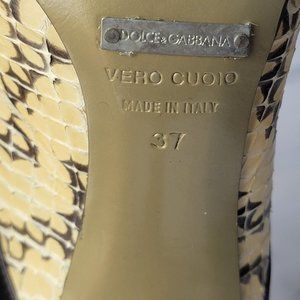 DOLCE & GABBANA
VERO CUOIO
MADE IN ITALY
37